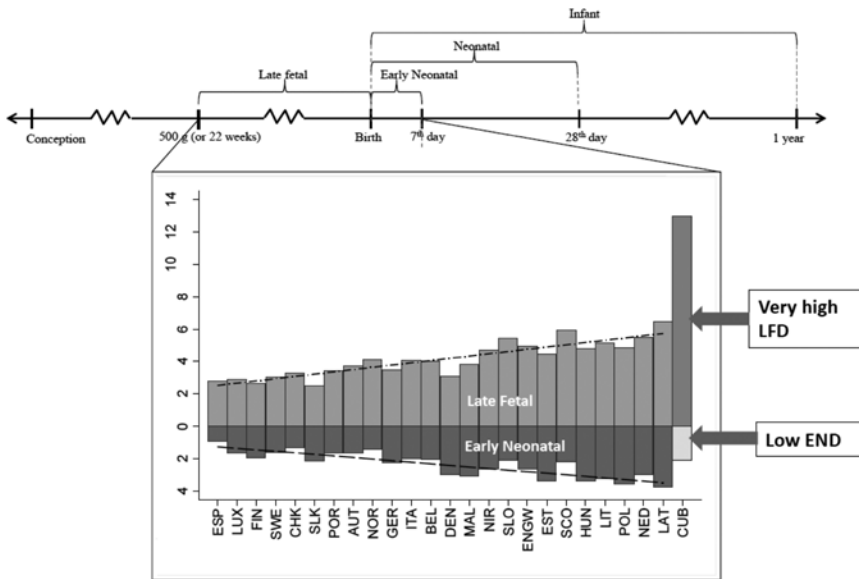 Infant
Neonatal
Late fetal
Early Neonatal
Conception
500 g (or 22 weeks)
Birth
7th day
28th day
1 year
14
12
10
8
6
4
2
0
2
4
Late Fetal
Early Neonatal
Very high
LFD
Low END
ESP
LUX
FIN
SWE
CHK
SLK
POR
AUT
NOR
GER
ITA
BEL
DEN
MAL
NIR
SLO
ENGW
EST
SCO
HUN
LIT
POL
NED
LAT
CUB